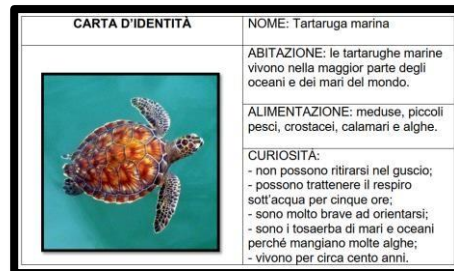 CARTA D'IDENTITÀ
NOME: Tartaruga marina
ABITAZIONE: le tartarughe marine
vivono nella maggior parte degli
oceani e dei mari del mondo.
ALIMENTAZIONE: meduse, piccoli
pesci, crostacei, calamari e alghe.
CURIOSITÀ:
- non possono ritirarsi nel guscio;
- possono trattenere il respiro
sott'acqua per cinque ore;
- sono molto brave ad orientarsi;
- sono i tosaerba di mari e oceani
perché mangiano molte alghe;
- vivono per circa cento anni.